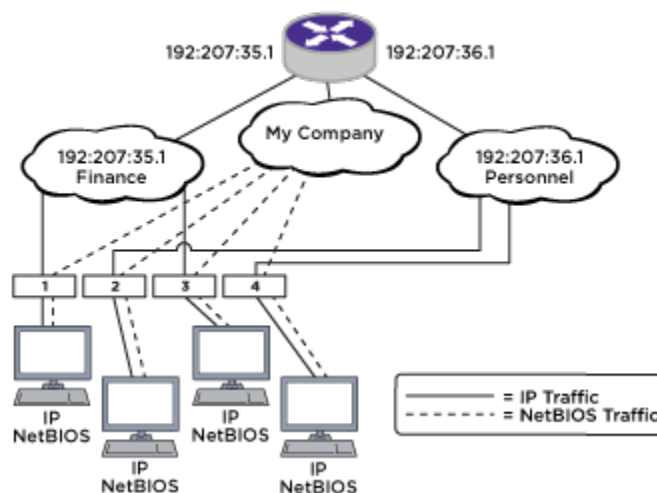 192:207:35.1
192:207:36.1
My Company
192:207:35.1
Finance
192:207:36.1
Personnel
1
2
3
4
IP
NetBIOS
IP
NetBIOS
IP
NetBIOS
IP
NetBIOS
= IP Traffic
= NetBIOS Traffic